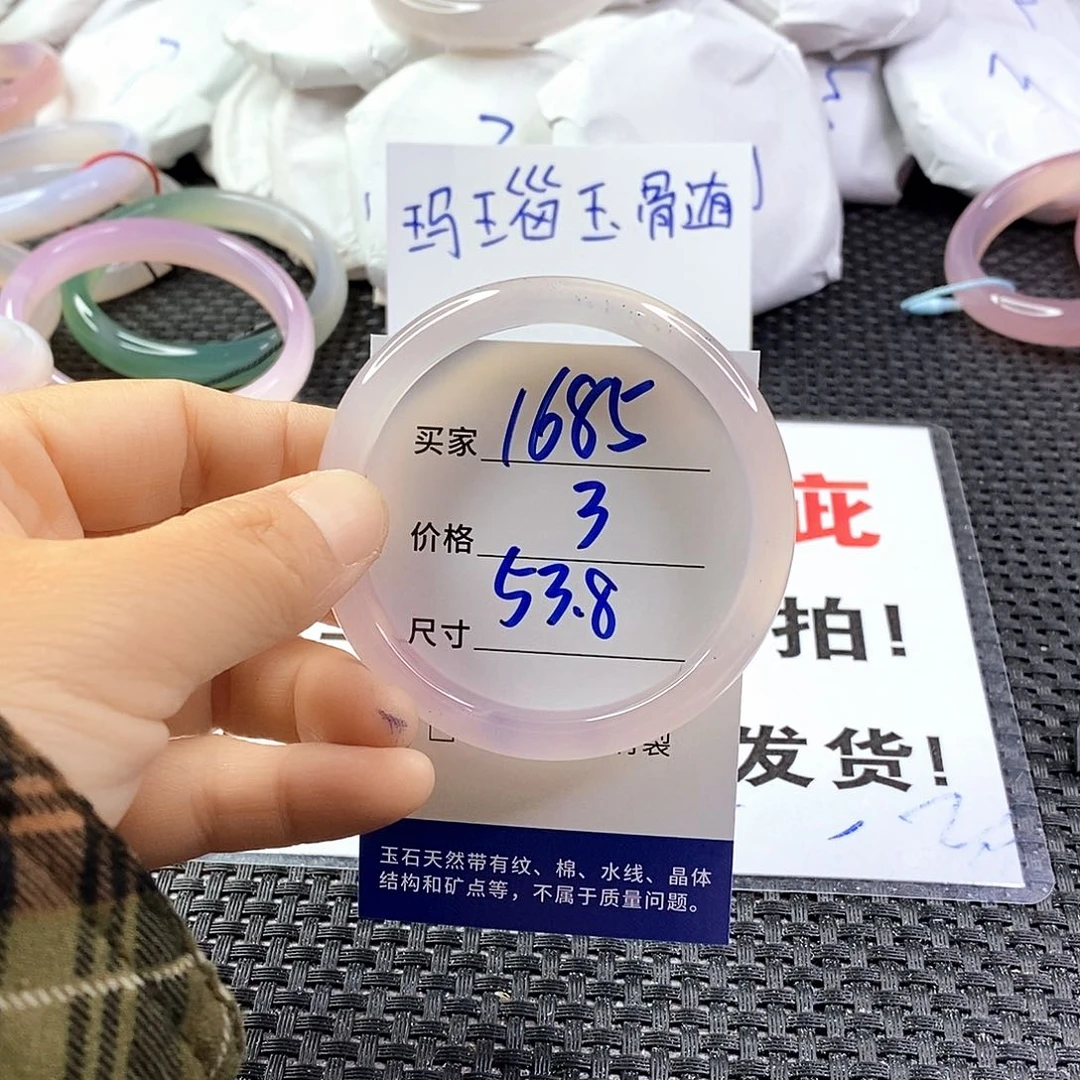 玛瑙玉骨髓
买家 1685
价格 3
尺寸 53.8
玉石天然带有纹、棉、水线、晶体
结构和矿点等，不属于质量问题。
疵
拍!
发货!